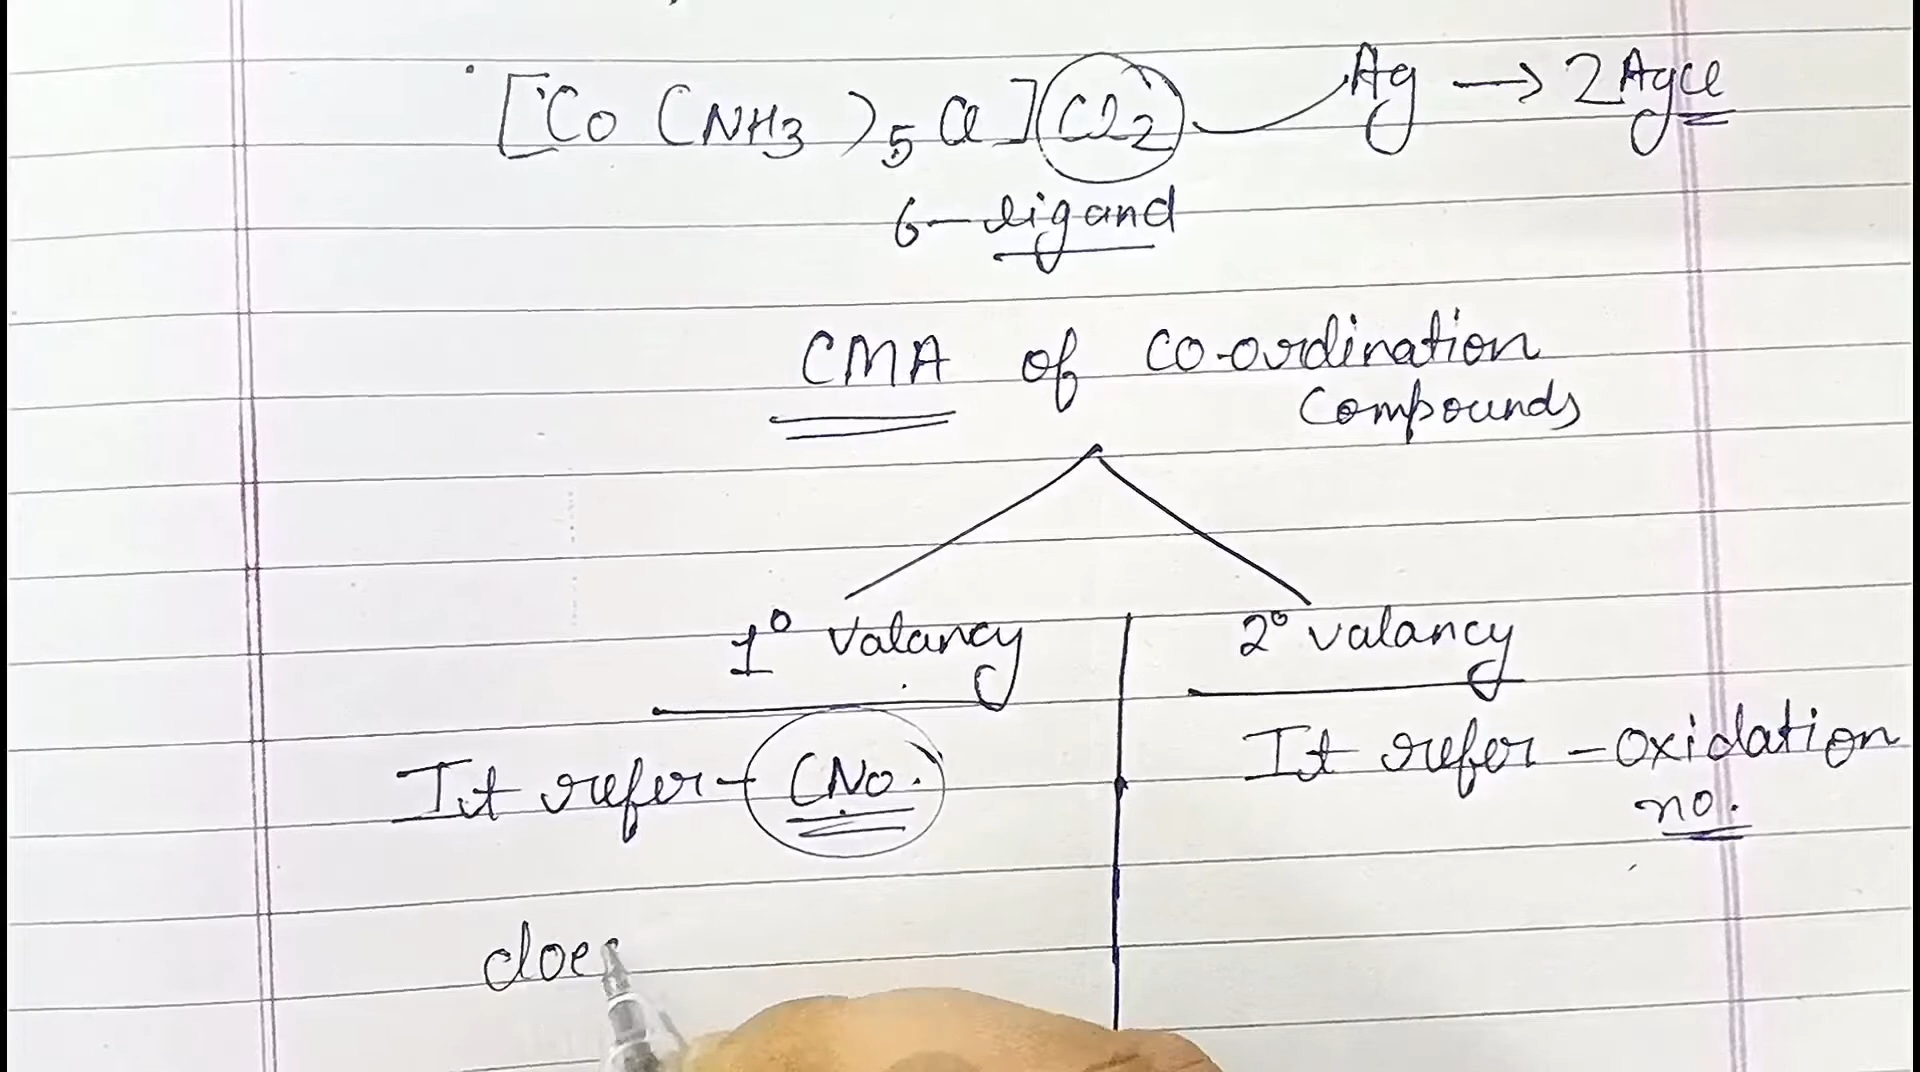 [Co (NH3)5 Cl] Cl2 Ag → 2Agcl
6-ligand
CMA of co-ordination
compounds
1° valancy 2° valancy
It refer - CNo. It refer - oxidation
no.
does